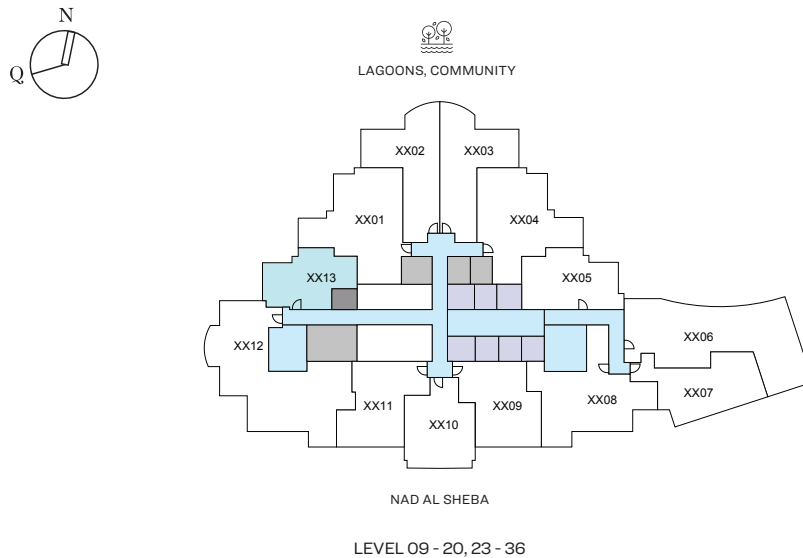 N
Q
LAGOONS, COMMUNITY
XX02
XX03
XX01
XX04
XX13
XX05
XX06
XX12
XX07
XX11
XX09
XX08
XX10
NAD AL SHEBA
LEVEL 09 - 20, 23 - 36